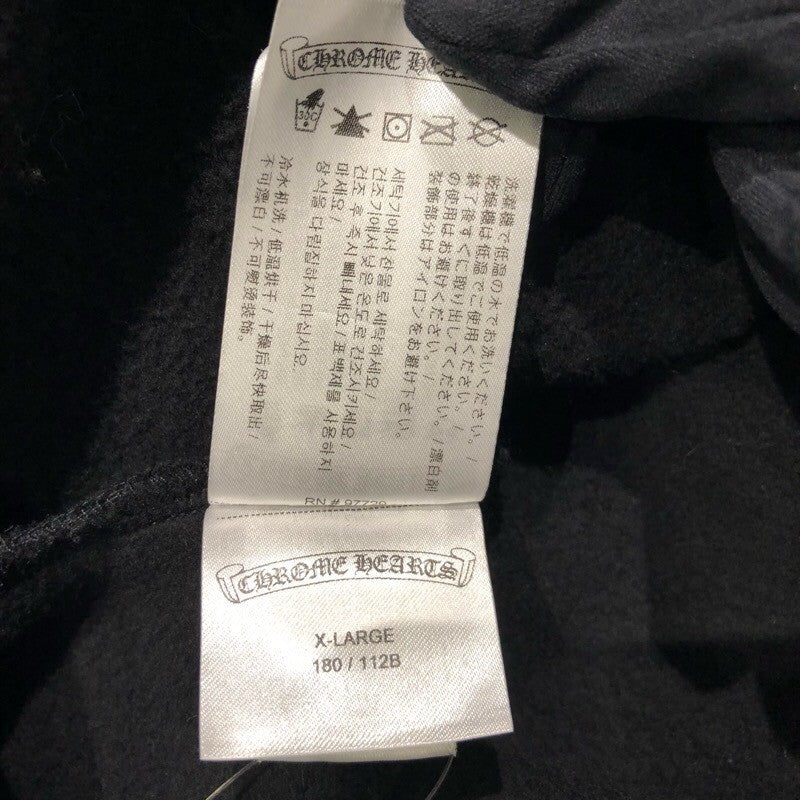 CHROME HEARTS
30C
洗濯機で低温の水でお洗いください。/
乾燥機は低温でご使用ください。/
終了後すぐに取り出してください。/漂白剤
の使用はお避けください。/
装飾部分はアイロンをお避け下さい。
세탁기에서 찬물로 세탁하세요/
건조기에서 낮은 온도로 건조시키세요/
건조 후 즉시 빼내세요/표백제를 사용하지
마세요/
장식을 다림질하지 마십시오.
冷水机洗/低温烘干/干燥后尽快取出/
不可漂白/不可熨烫装饰。
RN # 97729
CHROME HEARTS
X-LARGE
180 / 112B